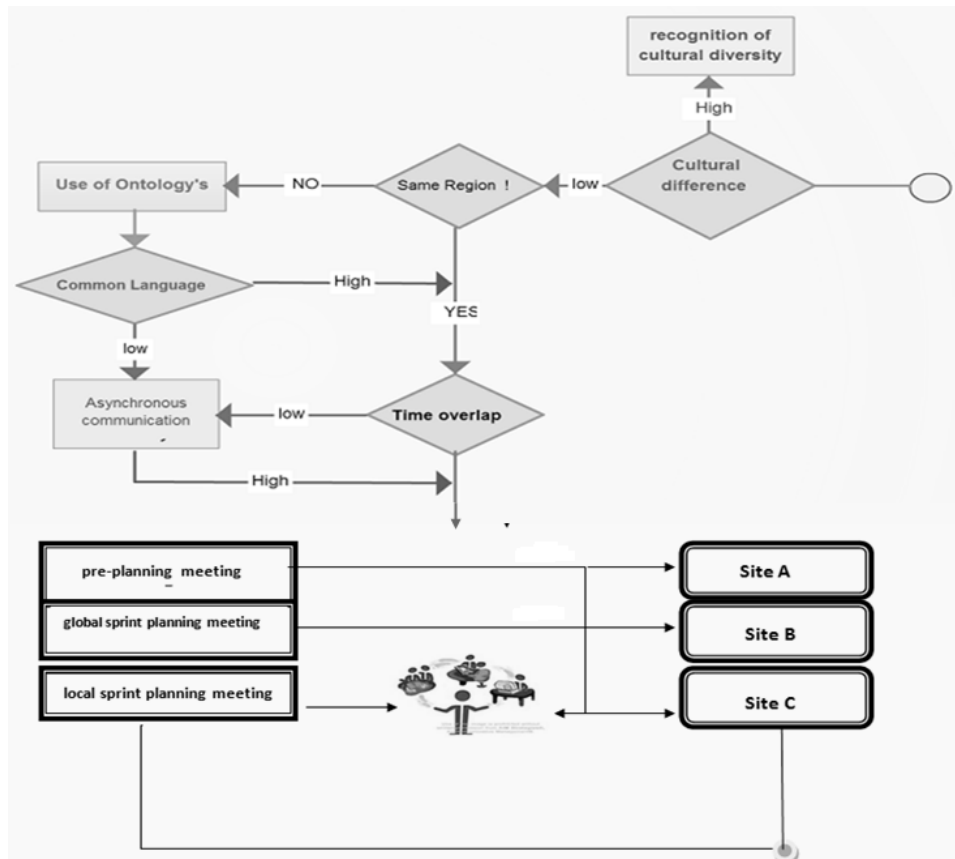 recognition of
cultural diversity
High
Cultural
difference
low
Same Region !
NO
Use of Ontology's
Common Language
High
YES
low
Asynchronous
communication
low
Time overlap
High
pre-planning meeting
Site A
global sprint planning meeting
Site B
local sprint planning meeting
Site C